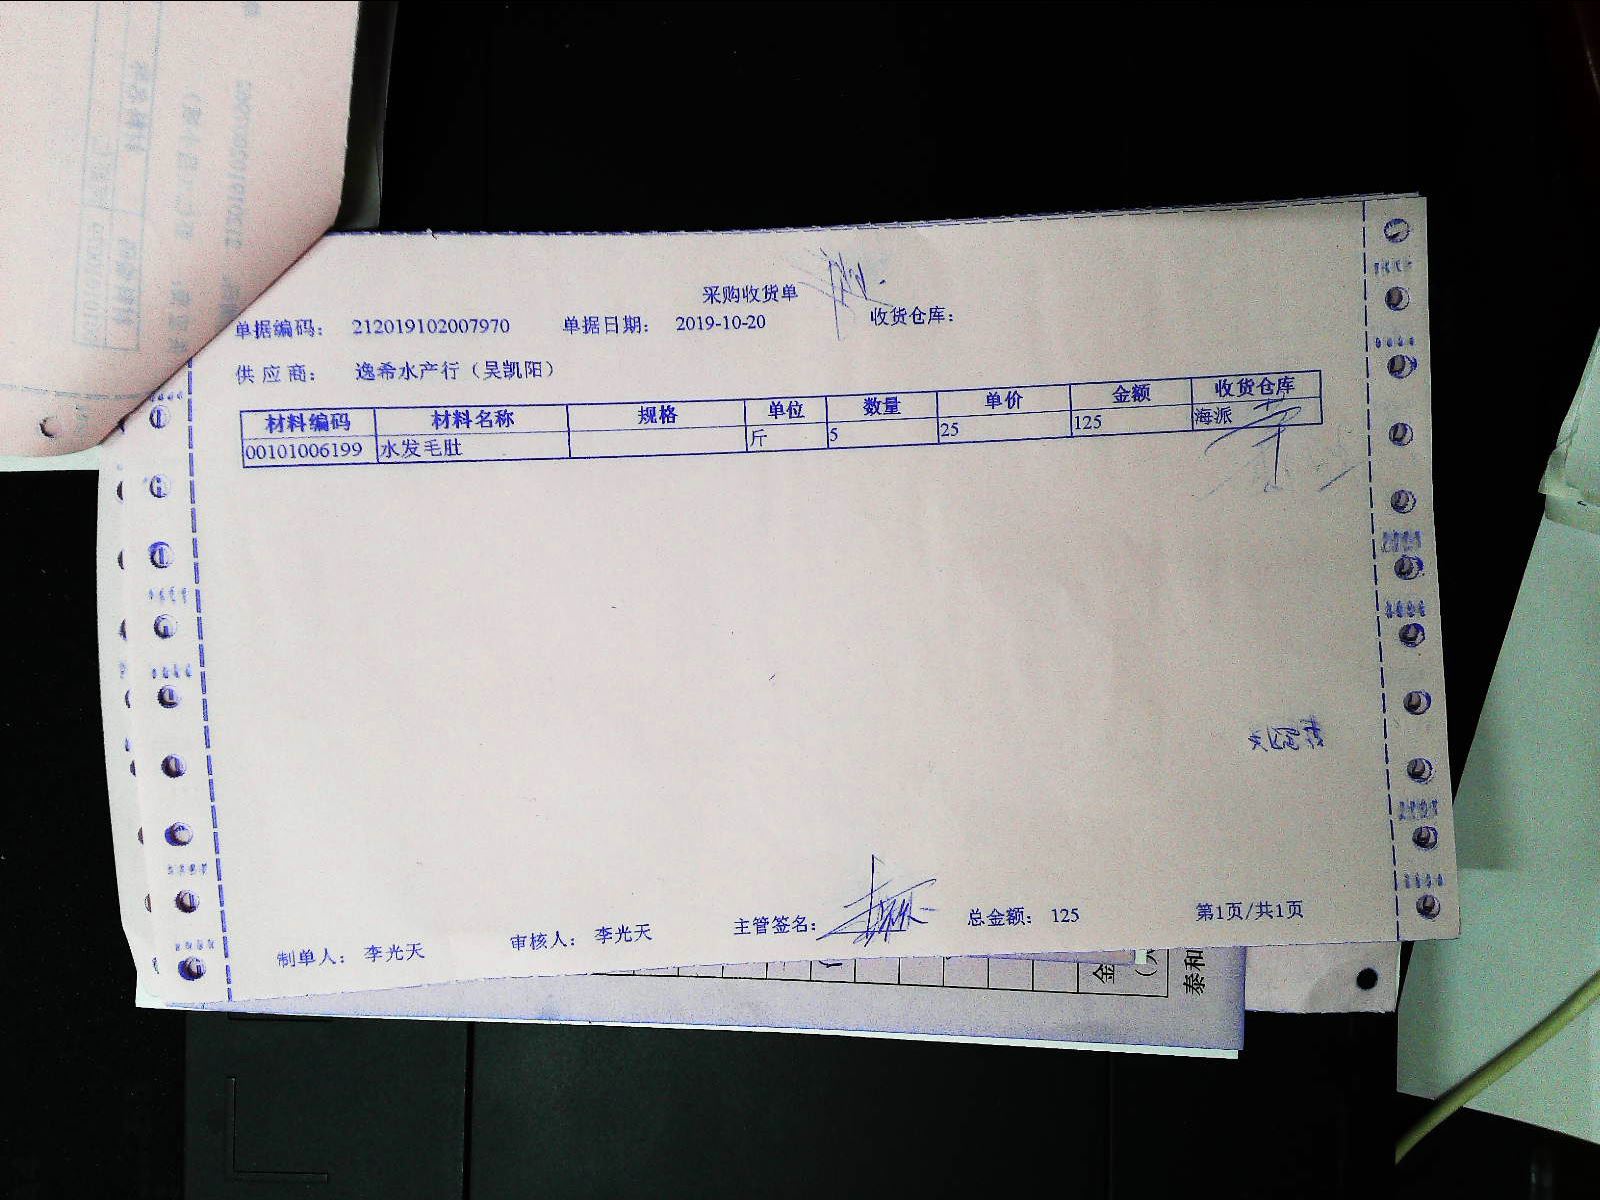 采购收货单
单据编码： 212019102007970 单据日期： 2019-10-20 收货仓库：
供应商： 逸希水产行（吴凯阳）
材料编码 材料名称 规格 单位 数量 单价 金额 收货仓库
00101006199 水发毛肚 斤 5 25 125 海派
制单人： 李光天 审核人： 李光天 主管签名： 总金额： 125 第1页/共1页
金
泰和